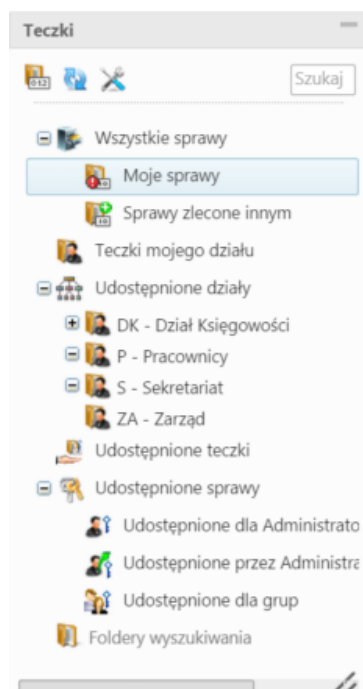 Teczki
Szukaj
Wszystkie sprawy
Moje sprawy
Sprawy zlecone innym
Teczki mojego działu
Udostępnione działy
DK - Dział Księgowości
P - Pracownicy
S - Sekretariat
ZA - Zarząd
Udostępnione teczki
Udostępnione sprawy
Udostępnione dla Administrato
Udostępnione przez Administra
Udostępnione dla grup
Foldery wyszukiwania